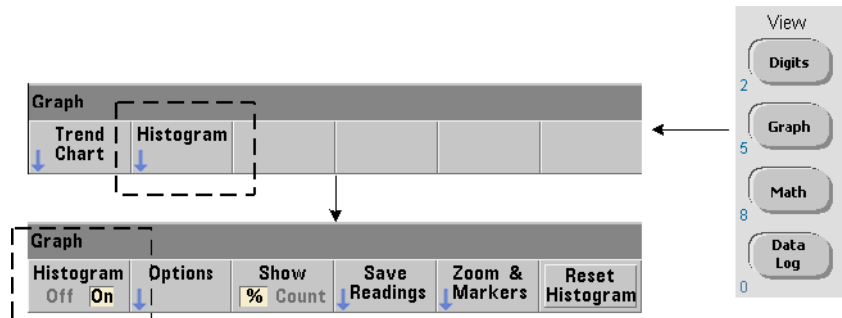 View
Digits
2
Graph
5
Math
8
Data
Log
0
Graph
Trend
Chart
Histogram
Graph
Histogram
Off On
Options
Show
% Count
Save
Readings
Zoom &
Markers
Reset
Histogram